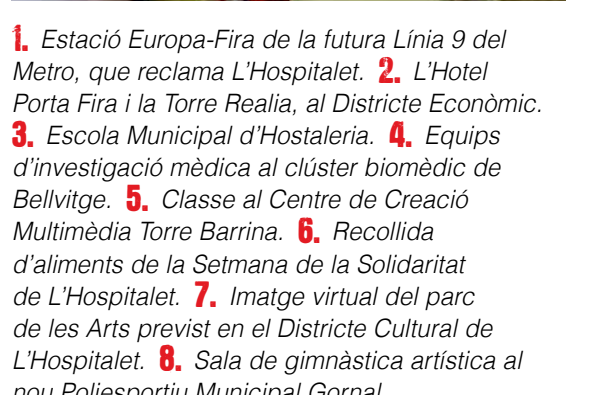 1. Estació Europa-Fira de la futura Línia 9 del
Metro, que reclama L'Hospitalet. 2. L'Hotel
Porta Fira i la Torre Realia, al Districte Econòmic.
3. Escola Municipal d'Hostaleria. 4. Equips
d'investigació mèdica al clúster biomèdic de
Bellvitge. 5. Classe al Centre de Creació
Multimèdia Torre Barrina. 6. Recollida
d'aliments de la Setmana de la Solidaritat
de L'Hospitalet. 7. Imatge virtual del parc
de les Arts previst en el Districte Cultural de
L'Hospitalet. 8. Sala de gimnàstica artística al
nou Poliesportiu Municipal Gornal